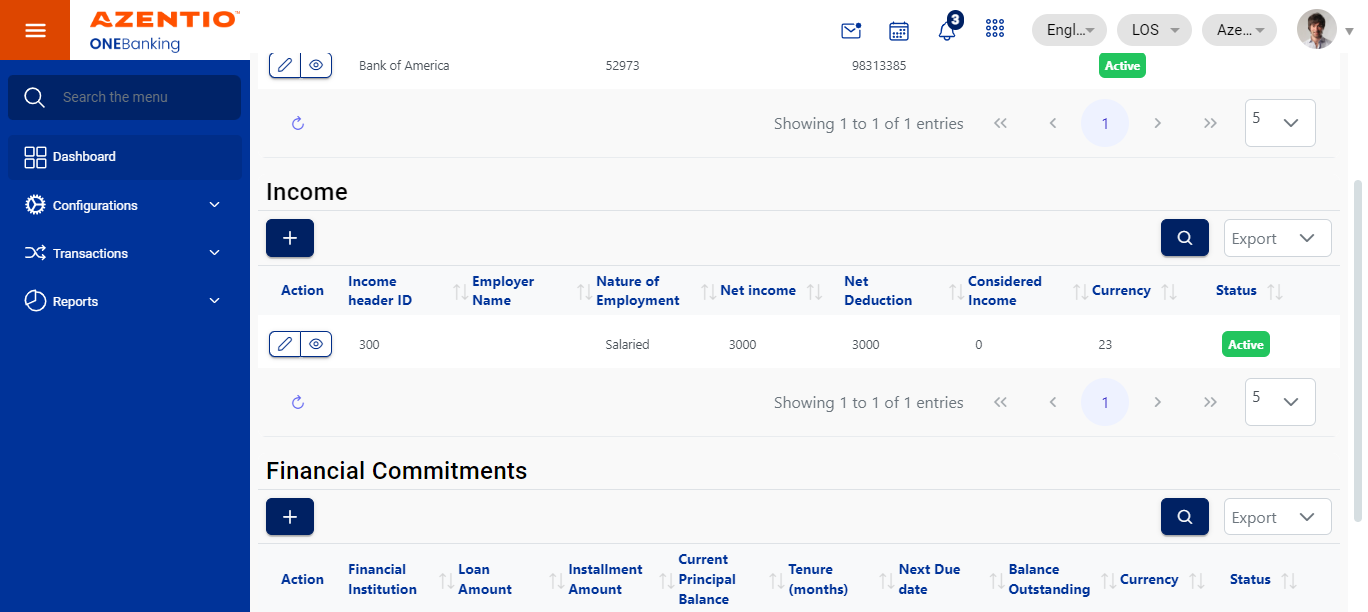 AZENTIO™
ONEBanking
3
Engl...
LOS
Aze...
Search the menu
Dashboard
Configurations
Transactions
Reports
Bank of America 52973 98313385 Active
Showing 1 to 1 of 1 entries << < 1 > >> 5
Income
+ Export
Action Income header ID Employer Name Nature of Employment Net income Net Deduction Considered Income Currency Status
300 Salaried 3000 3000 0 23 Active
Showing 1 to 1 of 1 entries << < 1 > >> 5
Financial Commitments
+ Export
Action Financial Institution Loan Amount Installment Amount Current Principal Balance Tenure (months) Next Due date Balance Outstanding Currency Status